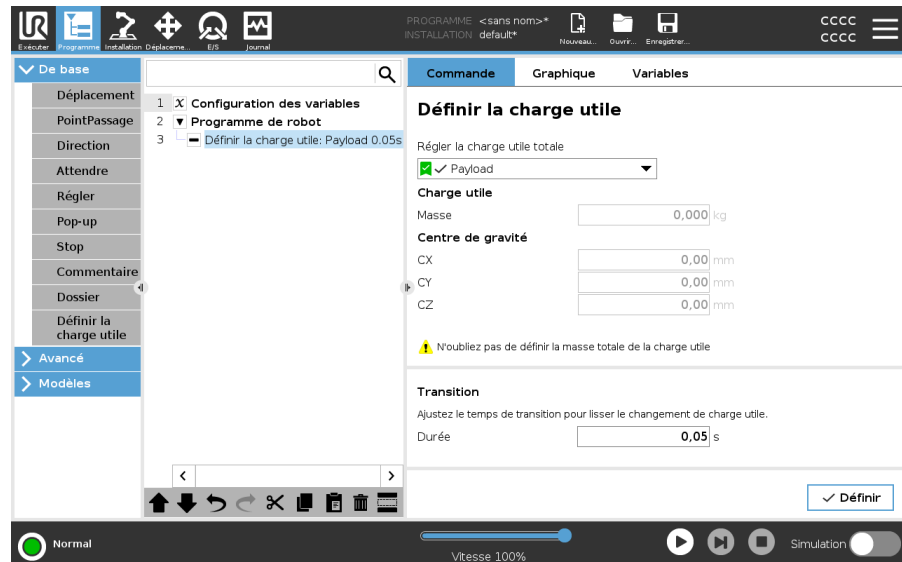 UR
PROGRAMME <sans nom>*
INSTALLATION default*
cccc
cccc
Exécuter Programme Installation Déplaceme... E/S Journal Nouveau... Ouvrir... Enregistrer...
De base
Déplacement
PointPassage
Direction
Attendre
Régler
Pop-up
Stop
Commentaire
Dossier
Définir la
charge utile
Avancé
Modèles
1 X Configuration des variables
2 Programme de robot
3 Définir la charge utile: Payload 0.05s
Commande Graphique Variables
Définir la charge utile
Régler la charge utile totale
Payload
Charge utile
Masse 0,000 kg
Centre de gravité
CX 0,00 mm
CY 0,00 mm
CZ 0,00 mm
N'oubliez pas de définir la masse totale de la charge utile
Transition
Ajustez le temps de transition pour lisser le changement de charge utile.
Durée 0,05 s
Définir
Normal
Vitesse 100%
Simulation